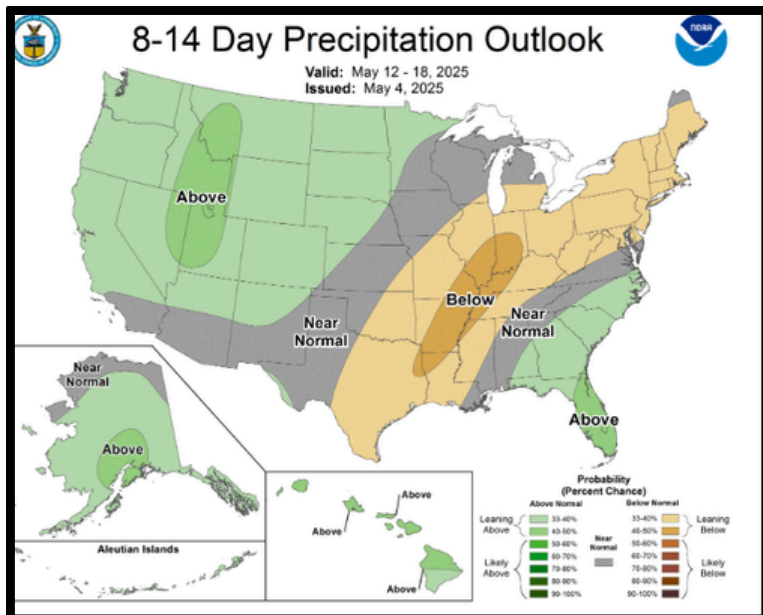 8-14 Day Precipitation Outlook
NOAA
Valid: May 12 - 18, 2025
Issued: May 4, 2025
Above
Below
Near
Normal
Near
Normal
Above
Near
Normal
Above
Aleutian Islands
Above
Above
Above
Probability
(Percent Chance)
Above Normal
Below Normal
Leaning
Above
33-40%
40-50%
50-60%
60-70%
70-80%
80-90%
90-100%
Likely
Above
Near
Normal
33-40%
40-50%
50-60%
60-70%
70-80%
80-90%
90-100%
Leaning
Below
Likely
Below